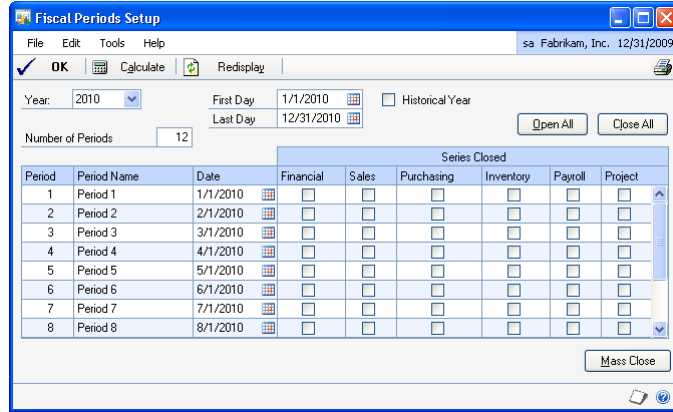 Fiscal Periods Setup
File Edit Tools Help sa Fabrikam, Inc. 12/31/2009
OK Calculate Redisplay
Year: 2010 First Day 1/1/2010 Historical Year
Last Day 12/31/2010 Open All Close All
Number of Periods 12
Series Closed
Period Period Name Date Financial Sales Purchasing Inventory Payroll Project
1 Period 1 1/1/2010
2 Period 2 2/1/2010
3 Period 3 3/1/2010
4 Period 4 4/1/2010
5 Period 5 5/1/2010
6 Period 6 6/1/2010
7 Period 7 7/1/2010
8 Period 8 8/1/2010
Mass Close